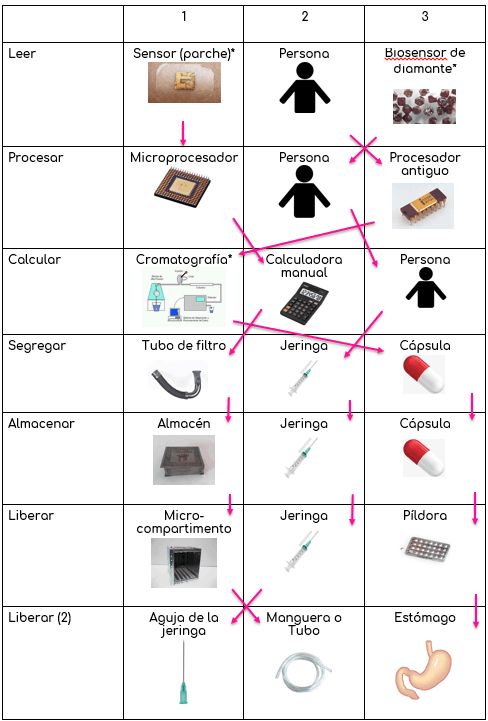 1 2 3
Leer Sensor (parche)* Persona Biosensor de
diamante*
Procesar Microprocesador Persona Procesador
antiguo
Calcular Cromatografía* Calculadora
manual Persona
Segregar Tubo de filtro Jeringa Cápsula
Almacenar Almacén Jeringa Cápsula
Liberar Micro-
compartimento Jeringa Píldora
Liberar (2) Aguja de la
jeringa Manguera o
Tubo Estómago